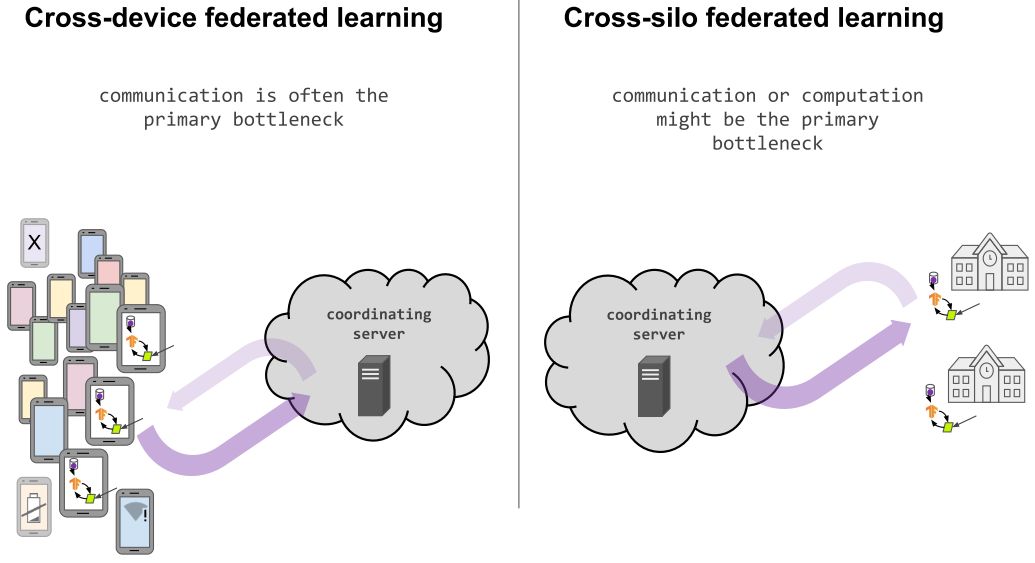 Cross-device federated learning
communication is often the
primary bottleneck
X
coordinating
server
!
Cross-silo federated learning
communication or computation
might be the primary
bottleneck
coordinating
server